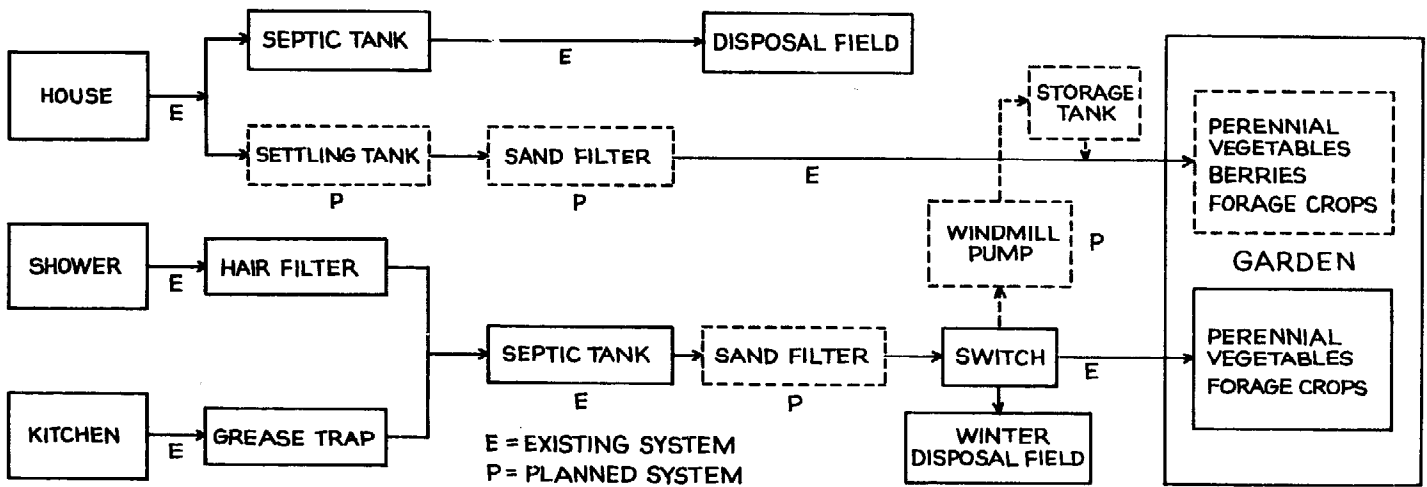 SEPTIC TANK
DISPOSAL FIELD
E
HOUSE
E
STORAGE
TANK
SETTLING TANK
P
SAND FILTER
P
E
PERENNIAL
VEGETABLES
BERRIES
FORAGE CROPS
WINDMILL
PUMP
P
SHOWER
E
HAIR FILTER
GARDEN
SEPTIC TANK
E
SAND FILTER
P
SWITCH
E
PERENNIAL
VEGETABLES
FORAGE CROPS
KITCHEN
E
GREASE TRAP
WINTER
DISPOSAL FIELD
E = EXISTING SYSTEM
P = PLANNED SYSTEM